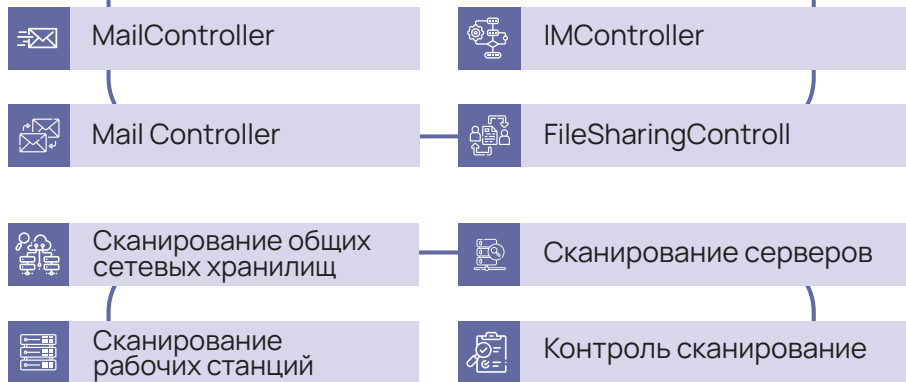 MailController
IMController
Mail Controller
FileSharingControll
Сканирование общих
сетевых хранилищ
Сканирование серверов
Сканирование
рабочих станций
Контроль сканирование